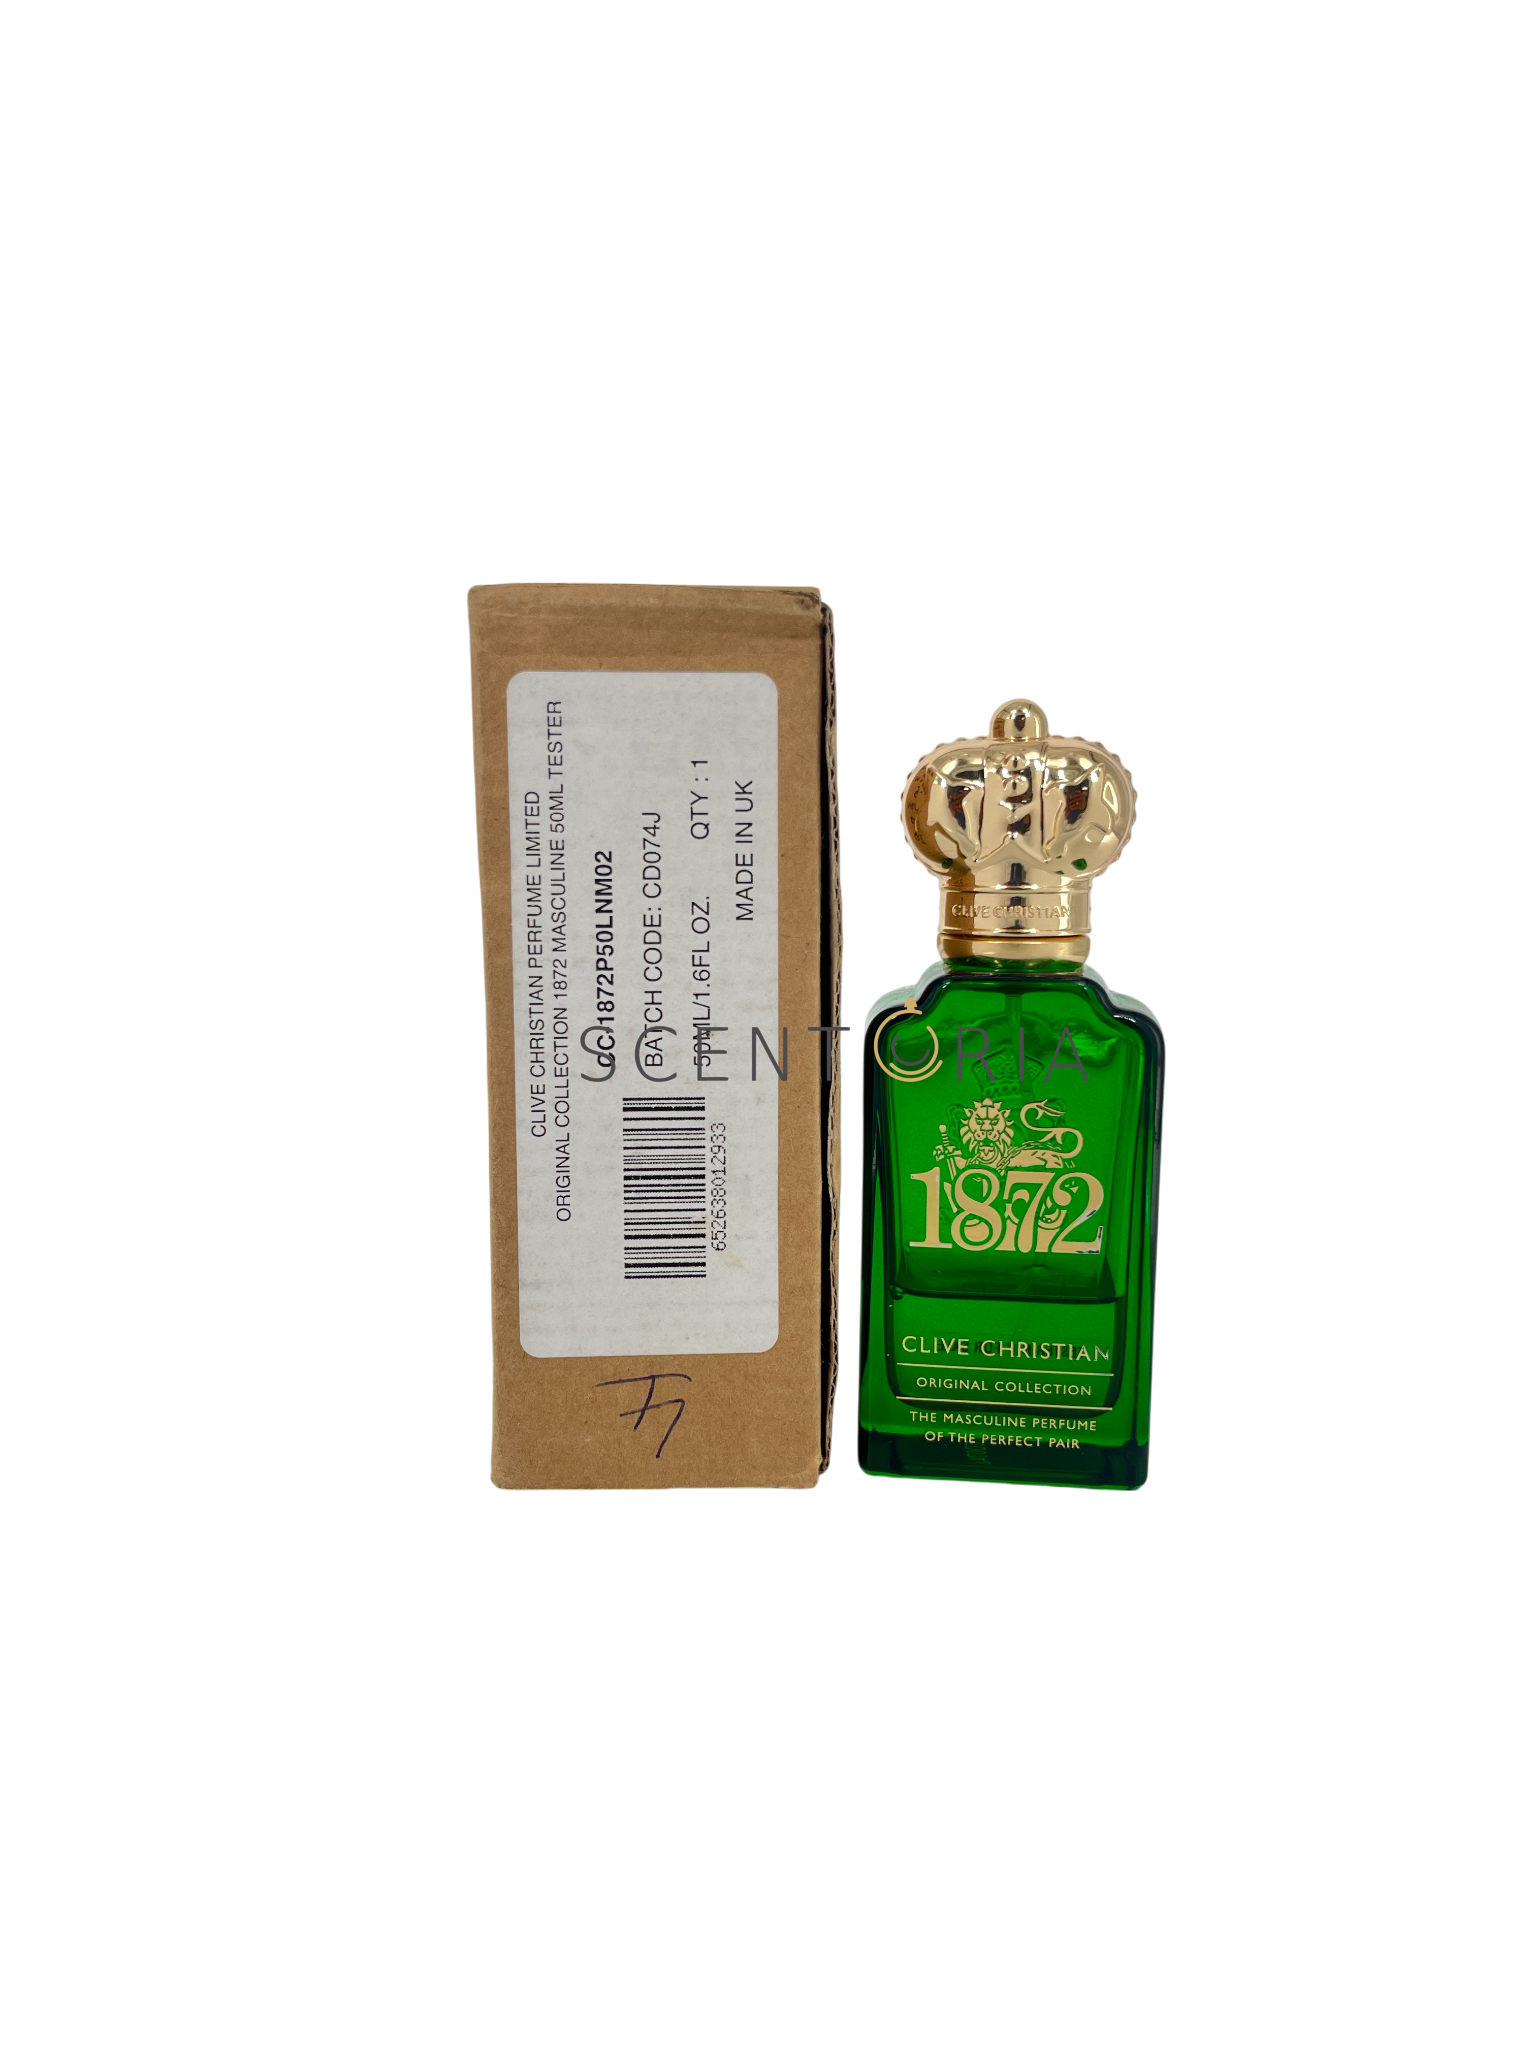 CLIVE CHRISTIAN PERFUME LIMITED
ORIGINAL COLLECTION 1872 MASCULINE 50ML TESTER
CC-1872P50LNM02
BATCH CODE: CD074J
50ML/1.6FL OZ. QTY : 1
MADE IN UK
652638012933
SCENTORIA
CLIVE CHRISTIAN
1872
CLIVE CHRISTIAN
ORIGINAL COLLECTION
THE MASCULINE PERFUME
OF THE PERFECT PAIR